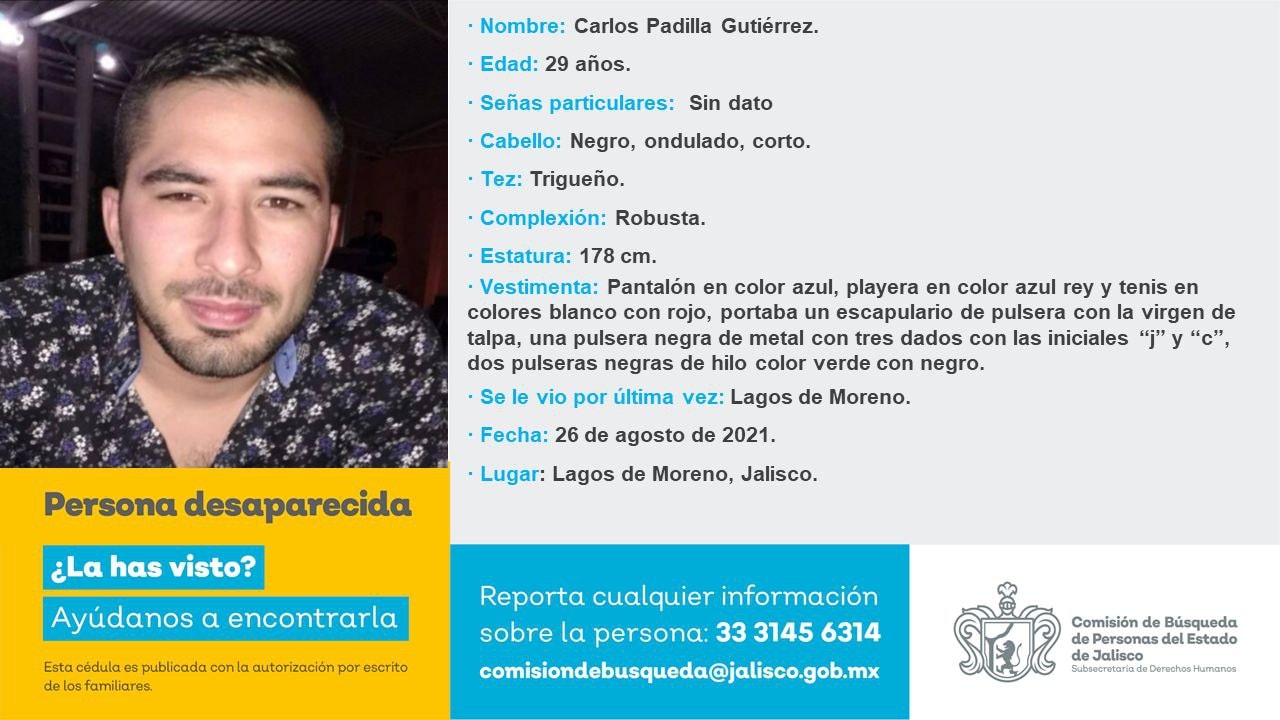 · Nombre: Carlos Padilla Gutiérrez.
· Edad: 29 años.
· Señas particulares: Sin dato
· Cabello: Negro, ondulado, corto.
· Tez: Trigueño.
· Complexión: Robusta.
· Estatura: 178 cm.
· Vestimenta: Pantalón en color azul, playera en color azul rey y tenis en
colores blanco con rojo, portaba un escapulario de pulsera con la virgen de
talpa, una pulsera negra de metal con tres dados con las iniciales “j” y “c”,
dos pulseras negras de hilo color verde con negro.
· Se le vio por última vez: Lagos de Moreno.
· Fecha: 26 de agosto de 2021.
· Lugar: Lagos de Moreno, Jalisco.
Persona desaparecida
¿La has visto?
Ayúdanos a encontrarla
Esta cédula es publicada con la autorización por escrito
de los familiares.
Reporta cualquier información
sobre la persona: 33 3145 6314
comisiondebusqueda@jalisco.gob.mx
Comisión de Búsqueda
de Personas del Estado
de Jalisco
Subsecretaría de Derechos Humanos